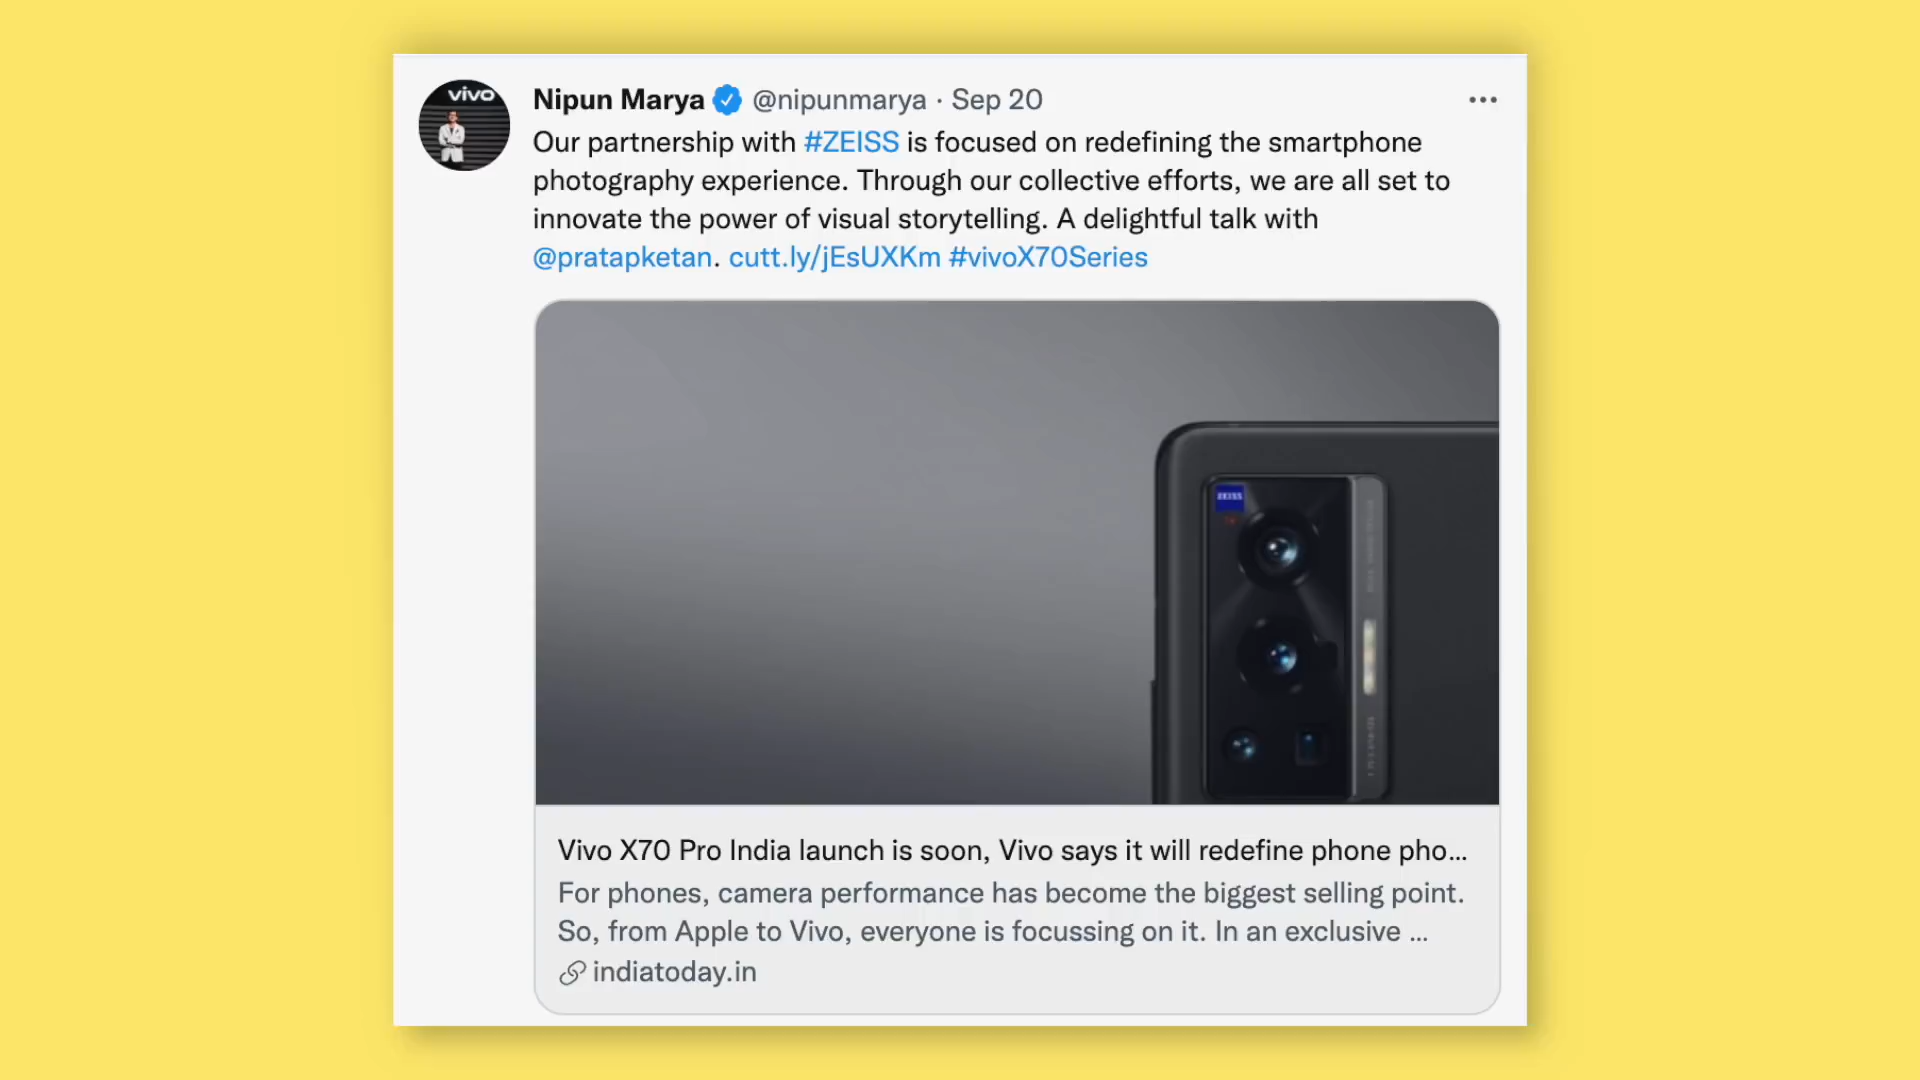 vivo
Nipun Marya @nipunmarya · Sep 20
Our partnership with #ZEISS is focused on redefining the smartphone
photography experience. Through our collective efforts, we are all set to
innovate the power of visual storytelling. A delightful talk with
@pratapketan. cutt.ly/jEsUXKm #vivoX70Series
ZEISS
Vivo X70 Pro India launch is soon, Vivo says it will redefine phone pho...
For phones, camera performance has become the biggest selling point.
So, from Apple to Vivo, everyone is focussing on it. In an exclusive ...
indiatoday.in